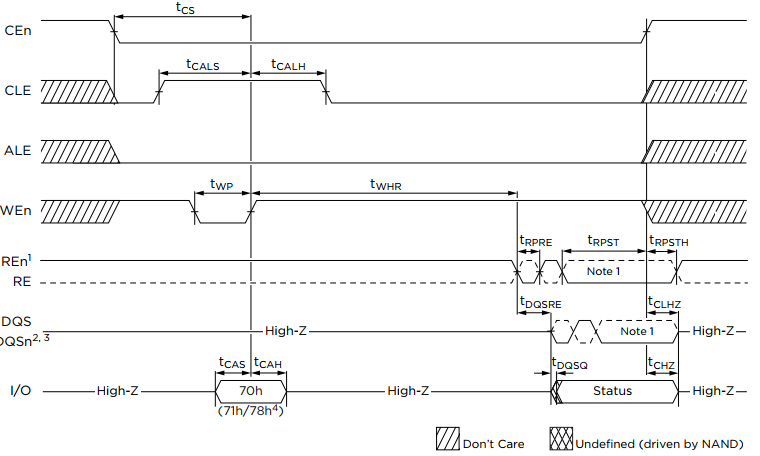 tCS
CEn
tCALS tCALH
CLE
ALE
tWP tWHR
WEn
tRPRE tRPST tRPSTH
REn1
Note 1
RE
tDQSRE tCLHZ
DQS
High-Z Note 1 High-Z
DQSn2, 3
tCAS tCAH tDQSQ tCHZ
I/O High-Z 70h High-Z Status High-Z
(71h/78h4)
Don't Care Undefined (driven by NAND)